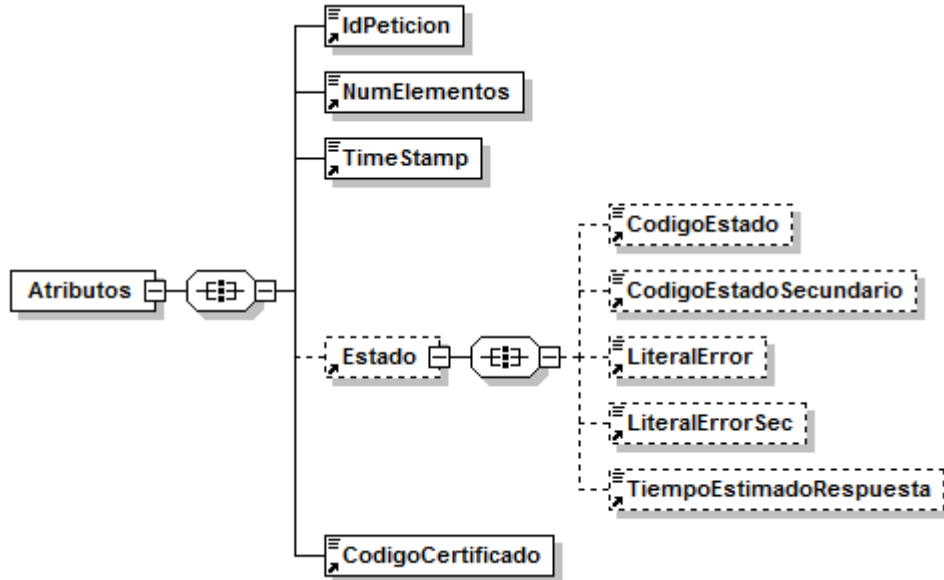 IdPeticion
NumElementos
TimeStamp
Atributos
Estado
CodigoEstado
CodigoEstadoSecundario
LiteralError
LiteralErrorSec
TiempoEstimadoRespuesta
CodigoCertificado